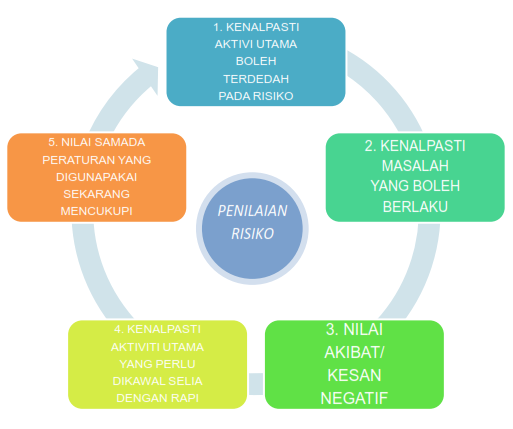 1. KENALPASTI
AKTIVI UTAMA
BOLEH
TERDEDAH
PADA RISIKO
2. KENALPASTI
MASALAH
YANG BOLEH
BERLAKU
3. NILAI
AKIBAT/
KESAN
NEGATIF
4. KENALPASTI
AKTIVITI UTAMA
YANG PERLU
DIKAWAL SELIA
DENGAN RAPI
5. NILAI SAMADA
PERATURAN YANG
DIGUNAPAKAI
SEKARANG
MENCUKUPI
PENILAIAN
RISIKO